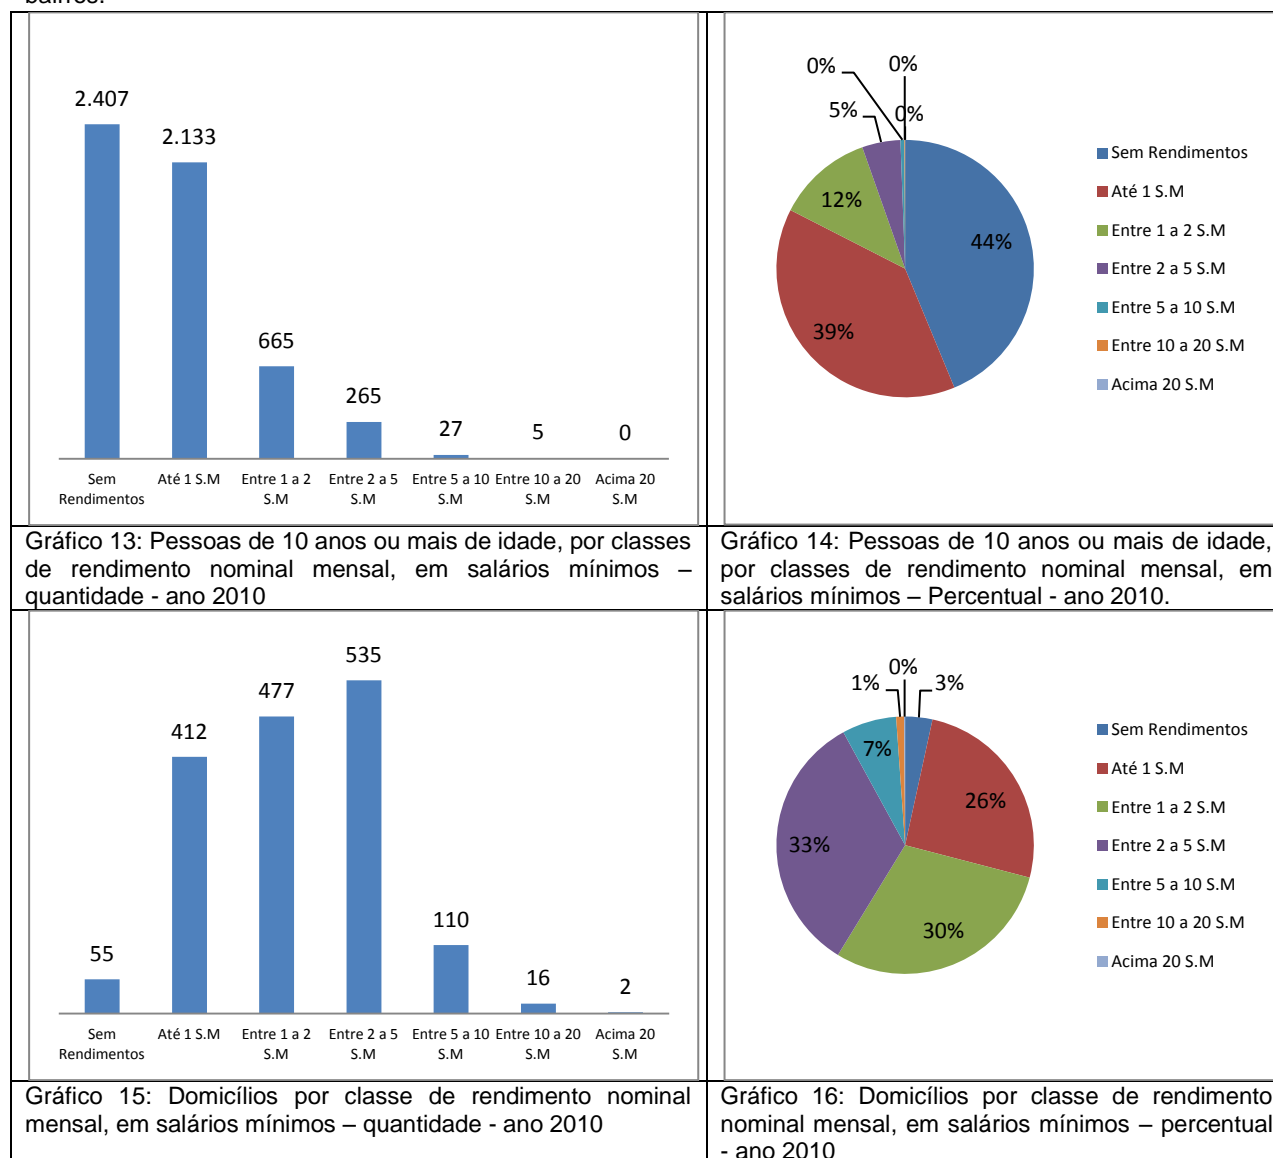 bairros.
2.407
2.133
665
265
27
5
0
Sem Rendimentos
Até 1 S.M
Entre 1 a 2 S.M
Entre 2 a 5 S.M
Entre 5 a 10 S.M
Entre 10 a 20 S.M
Acima 20 S.M
0%
0%
5%
0%
12%
44%
39%
Sem Rendimentos
Até 1 S.M
Entre 1 a 2 S.M
Entre 2 a 5 S.M
Entre 5 a 10 S.M
Entre 10 a 20 S.M
Acima 20 S.M
Gráfico 13: Pessoas de 10 anos ou mais de idade, por classes
de rendimento nominal mensal, em salários mínimos –
quantidade - ano 2010
Gráfico 14: Pessoas de 10 anos ou mais de idade,
por classes de rendimento nominal mensal, em
salários mínimos – Percentual - ano 2010.
535
477
412
110
55
16
2
Sem Rendimentos
Até 1 S.M
Entre 1 a 2 S.M
Entre 2 a 5 S.M
Entre 5 a 10 S.M
Entre 10 a 20 S.M
Acima 20 S.M
0%
1%
3%
7%
26%
33%
30%
Sem Rendimentos
Até 1 S.M
Entre 1 a 2 S.M
Entre 2 a 5 S.M
Entre 5 a 10 S.M
Entre 10 a 20 S.M
Acima 20 S.M
Gráfico 15: Domicílios por classe de rendimento nominal
mensal, em salários mínimos – quantidade - ano 2010
Gráfico 16: Domicílios por classe de rendimento
nominal mensal, em salários mínimos – percentual
- ano 2010